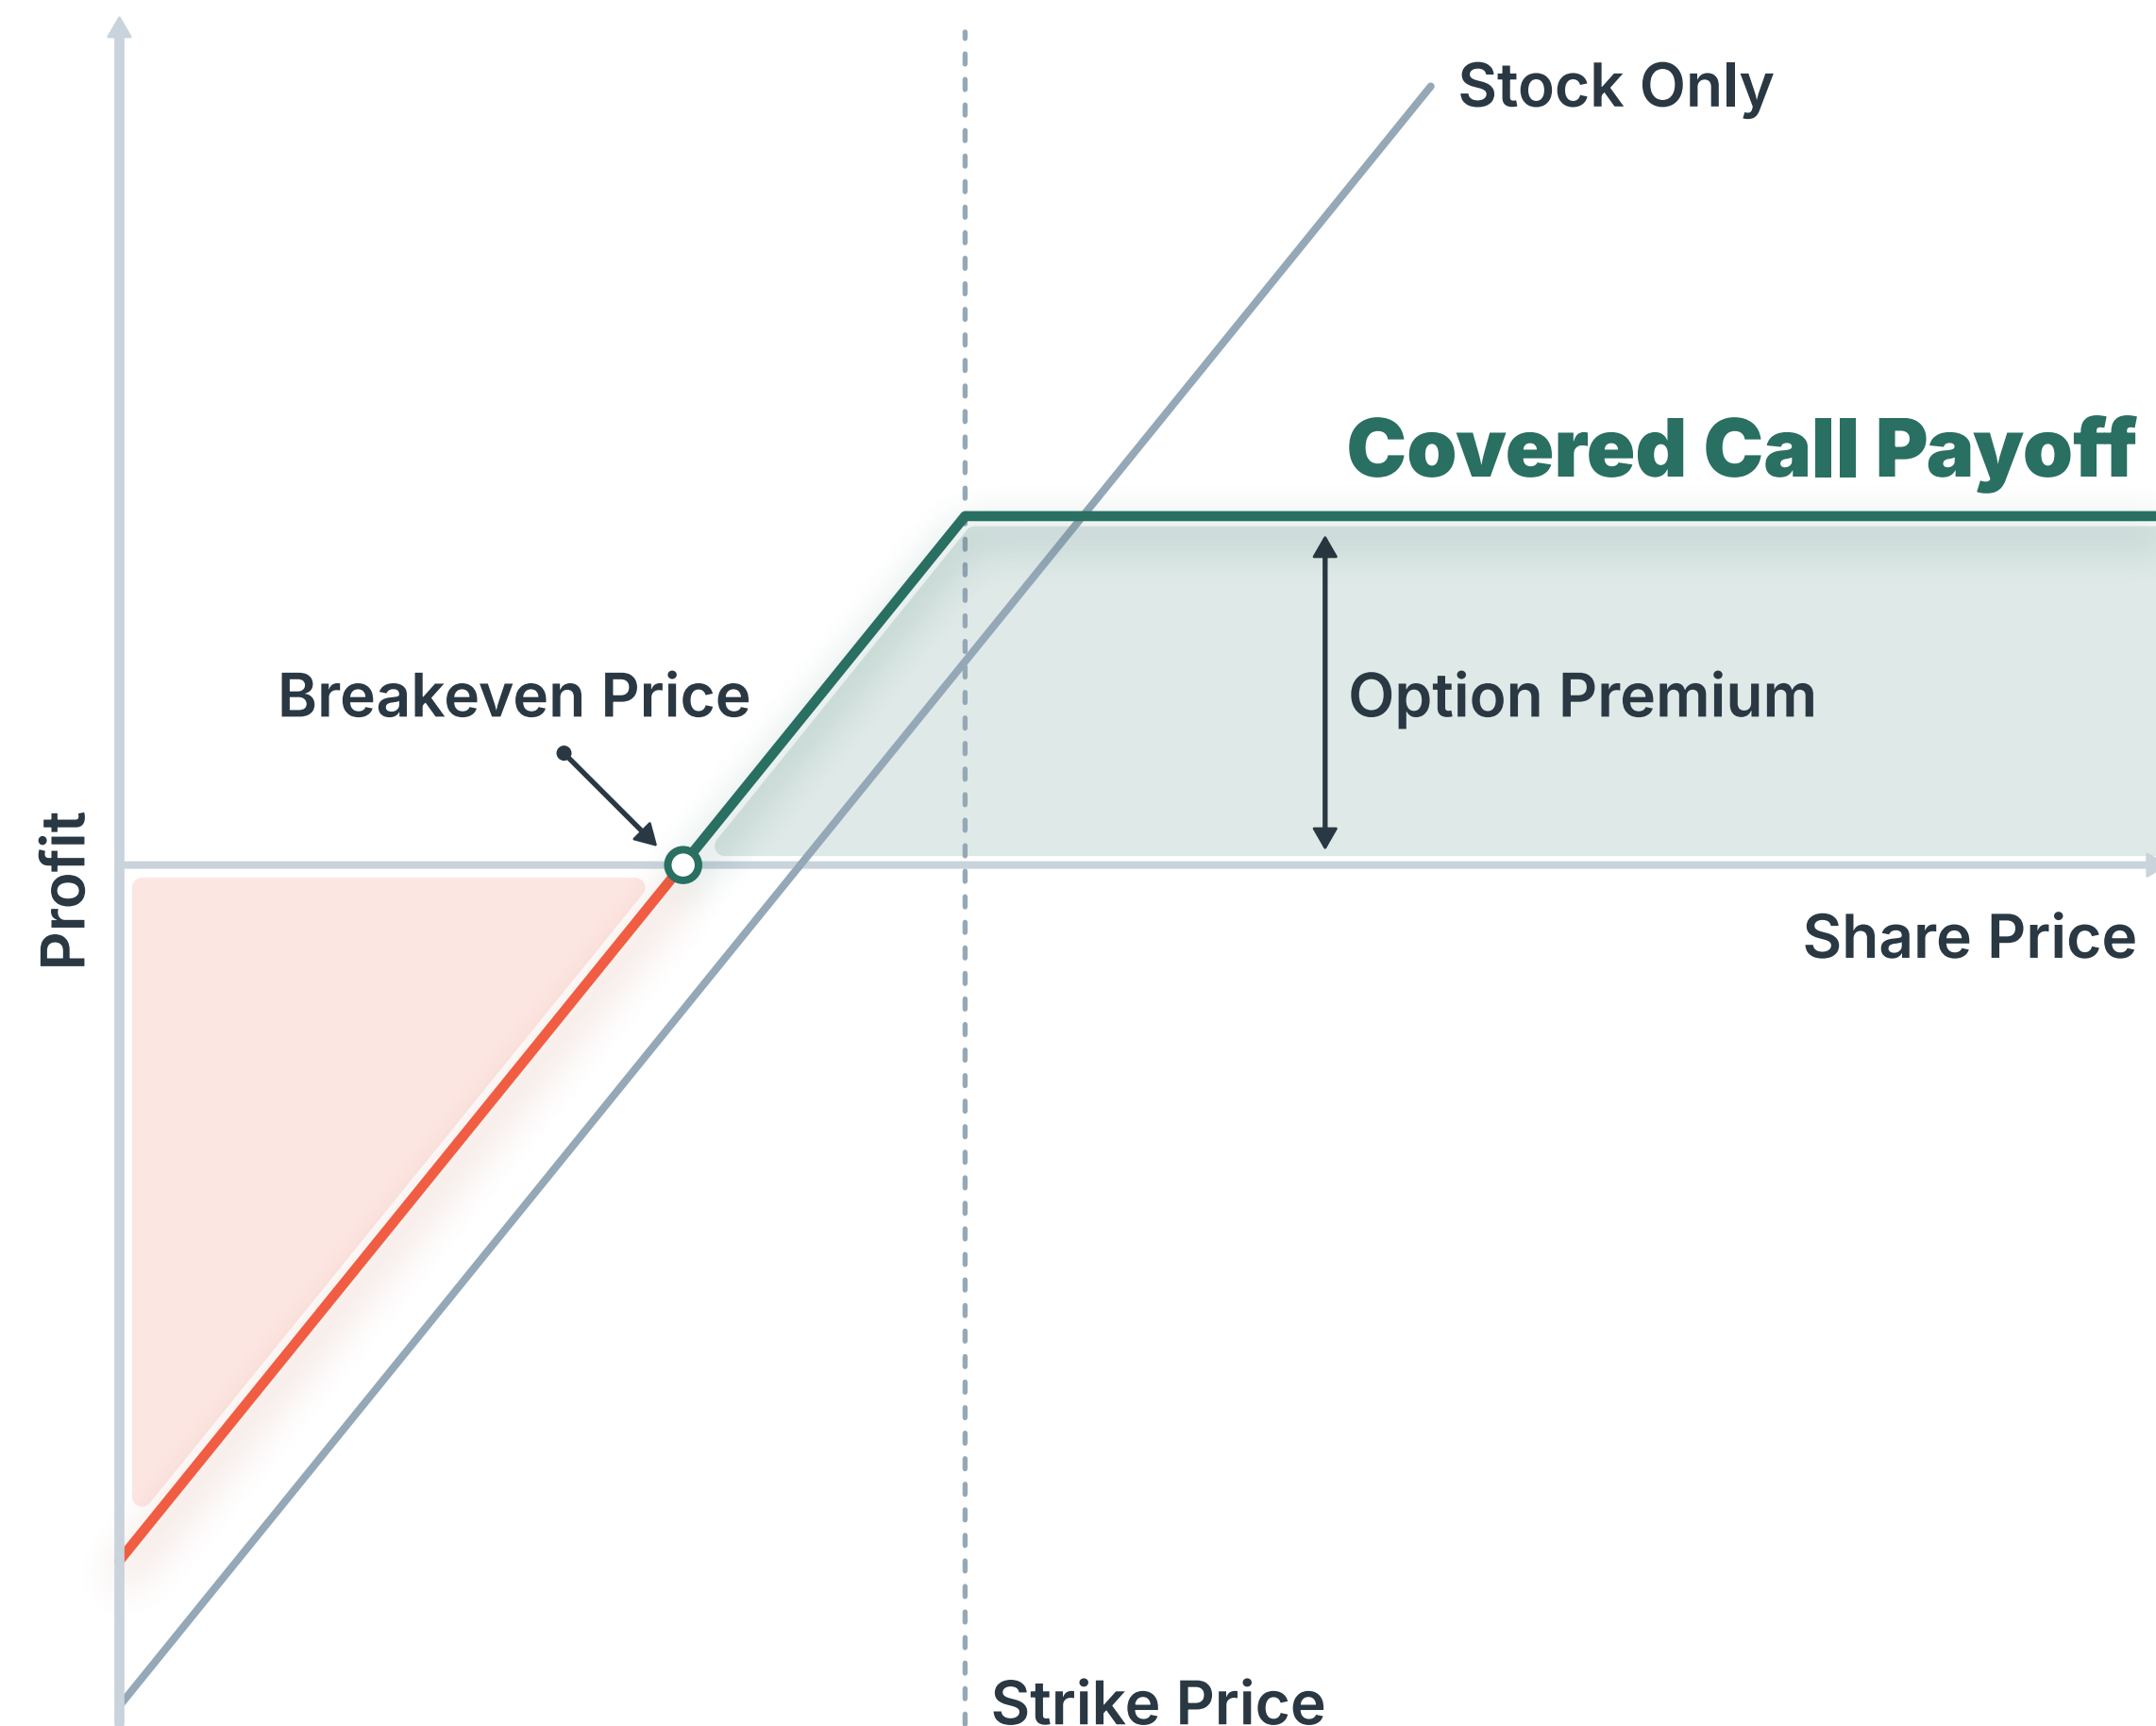 Stock Only
Covered Call Payoff
Breakeven Price
Option Premium
Profit
Share Price
Strike Price